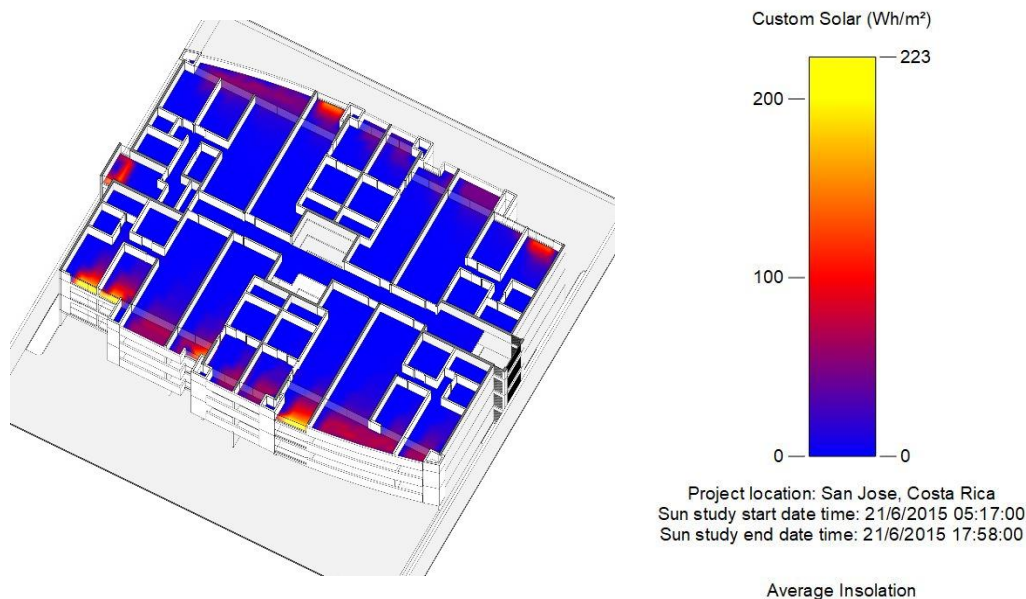 Custom Solar (Wh/m²)
223
200
100
0
0
Project location: San Jose, Costa Rica
Sun study start date time: 21/6/2015 05:17:00
Sun study end date time: 21/6/2015 17:58:00
Average Insolation